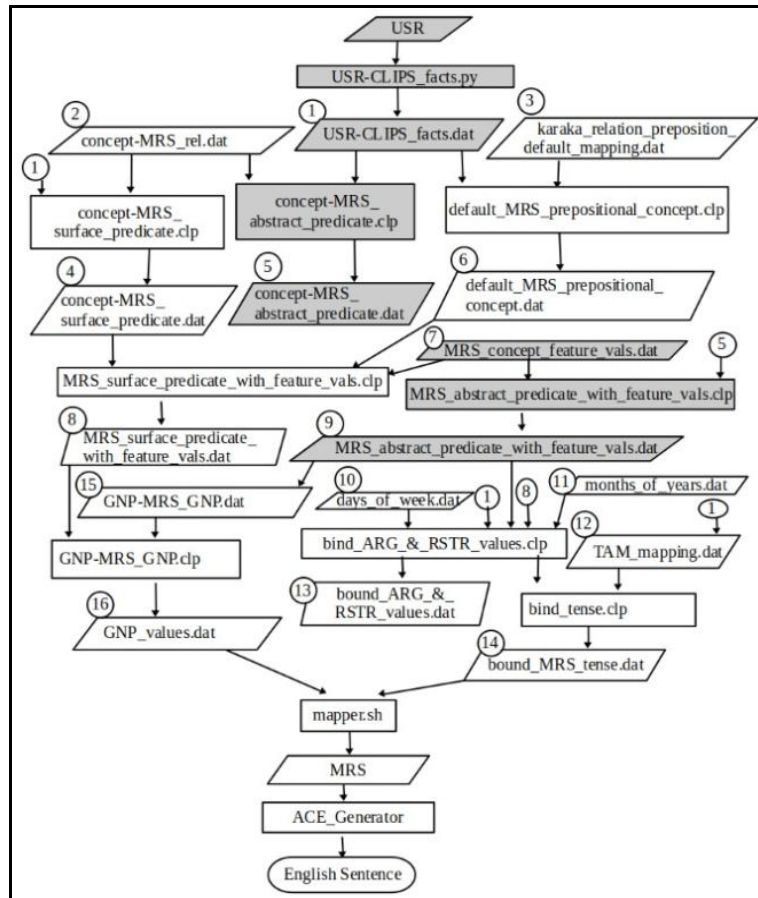 USR
USR-CLIPS_facts.py
2
1
3
concept-MRS_rel.dat
USR-CLIPS_facts.dat
karaka_relation_preposition_
default_mapping.dat
1
concept-MRS_
surface_predicate.clp
concept-MRS_
abstract_predicate.clp
default_MRS_prepositional_concept.clp
4
5
6
concept-MRS_
surface_predicate.dat
concept-MRS_
abstract_predicate.dat
default_MRS_prepositional_
concept.dat
7
MRS_concept_feature_vals.dat
5
MRS_surface_predicate_with_feature_vals.clp
MRS_abstract_predicate_with_feature_vals.clp
8
MRS_surface_predicate_
with_feature_vals.dat
9
MRS_abstract_predicate_with_feature_vals.dat
15
GNP-MRS_GNP.dat
10
days_of_week.dat
1
8
11
months_of_years.dat
1
GNP-MRS_GNP.clp
bind_ARG_&_RSTR_values.clp
12
TAM_mapping.dat
13
bound_ARG_&_
RSTR_values.dat
bind_tense.clp
16
GNP_values.dat
14
bound_MRS_tense.dat
mapper.sh
MRS
ACE_Generator
English Sentence